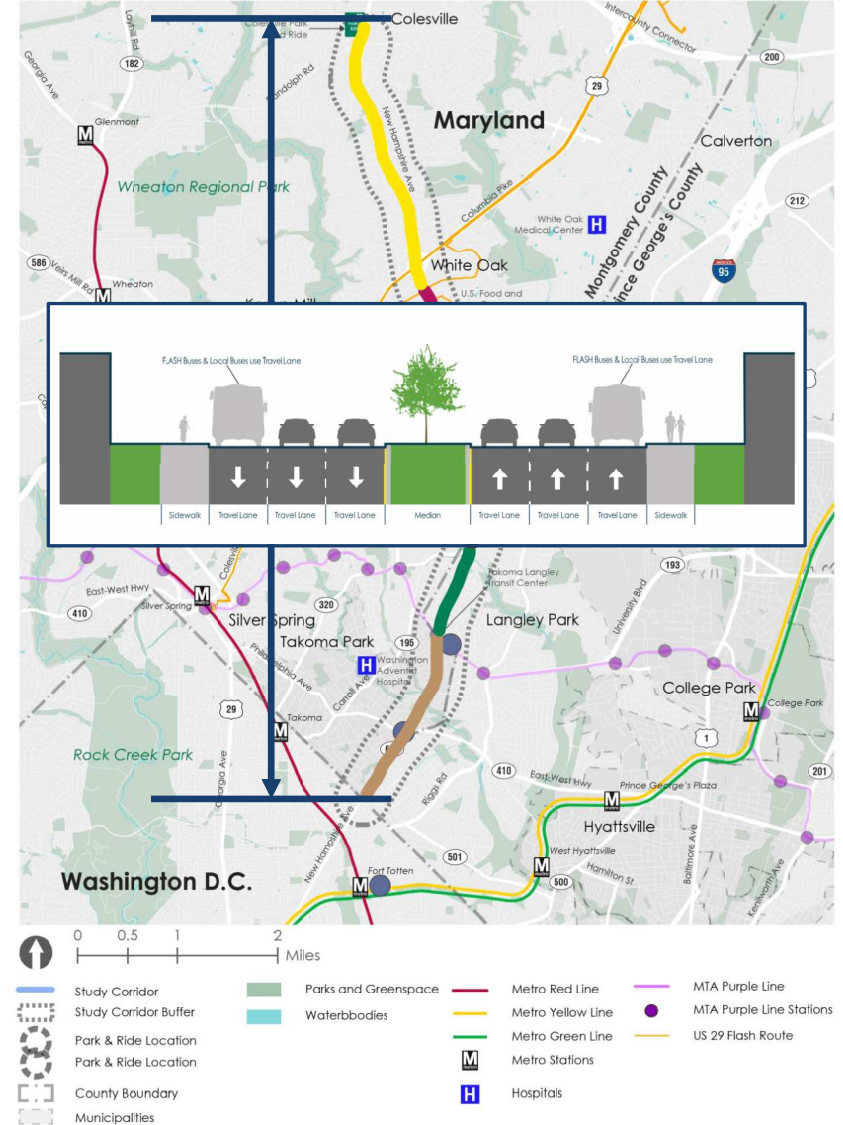 Colesville
Colesville Park
nd Ride
Layhill Rd
Intercounty Connector
Georgia Ave
182
200
Randolph Rd
29
Glenmont
New Hampshire Ave
Maryland
Calverton
Wheaton Regional Park
Columbia Pike
212
White Oak
Medical Center
H
Montgomery County
Prince George's County
586
Veirs Mill Rd
White Oak
95
Wheaton
U.S. Food and
FLASH Buses & Local Buses use Travel Lane
FLASH Buses & Local Buses use Travel Lane
Sidewalk
Travel Lane
Travel Lane
Travel Lane
Median
Travel Lane
Travel Lane
Travel Lane
Sidewalk
Takoma Langley
Transit Center
193
East-West Hwy
Silver Spring
410
320
Silver Spring
Langley Park
University Blvd
Takoma Park
195
Philadelphia Ave
H
Washington
Adventist
Hospital
Carroll Ave
College Park
29
College Park
Takoma
1
Rock Creek Park
Georgia Ave
410
East-West Hwy
Prince George's Plaza
201
Riggs Rd
Hyattsville
New Hampshire Ave
501
West Hyattsville
Baltimore Ave
Fort Totten
Hamilton St
500
Kenilworth Ave
Washington D.C.
0 0.5 1 2
Miles
Study Corridor
Study Corridor Buffer
Park & Ride Location
Park & Ride Location
County Boundary
Municipalities
Parks and Greenspace
Waterbbodies
Metro Red Line
Metro Yellow Line
Metro Green Line
M Metro Stations
H Hospitals
MTA Purple Line
MTA Purple Line Stations
US 29 Flash Route